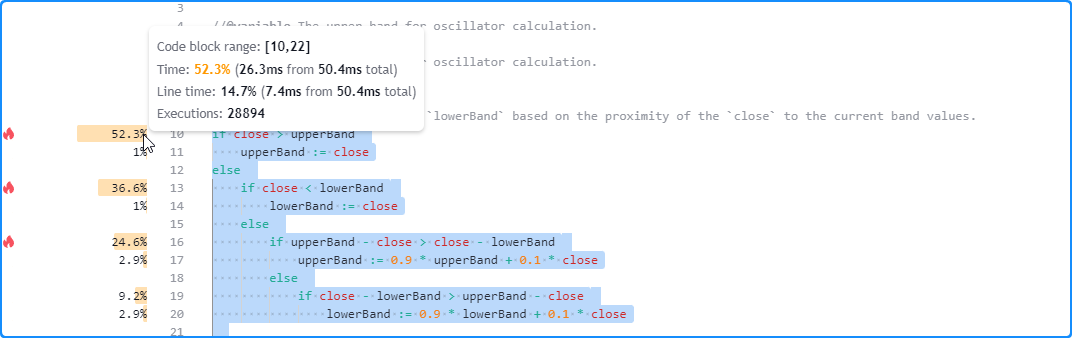 3
4 //@variable The upper band for oscillator calculation.
for oscillator calculation.
`lowerBand` based on the proximity of the `close` to the current band values.
Code block range: [10,22]
Time: 52.3% (26.3ms from 50.4ms total)
Line time: 14.7% (7.4ms from 50.4ms total)
Executions: 28894
52.3% 10 if close > upperBand
1% 11 upperBand := close
12 else
36.6% 13 if close < lowerBand
1% 14 lowerBand := close
15 else
24.6% 16 if upperBand - close > close - lowerBand
2.9% 17 upperBand := 0.9 * upperBand + 0.1 * close
18 else
9.2% 19 if close - lowerBand > upperBand - close
2.9% 20 lowerBand := 0.9 * lowerBand + 0.1 * close
21